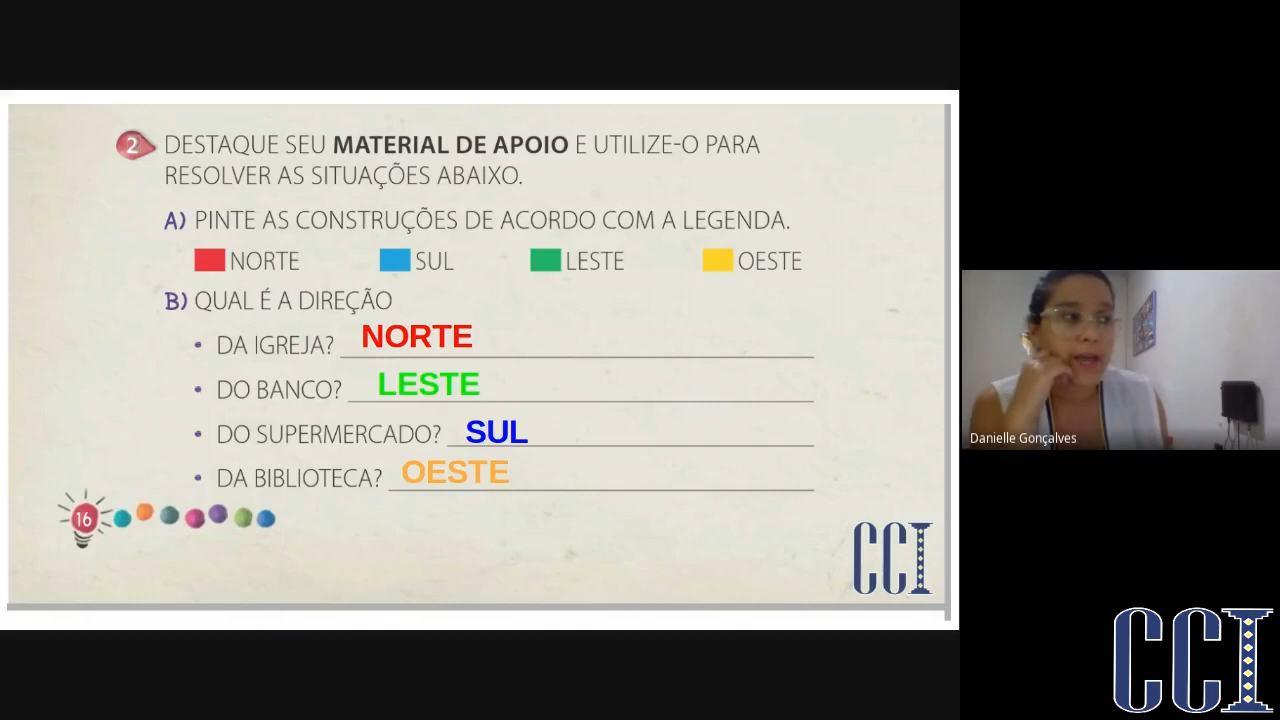 2 DESTAQUE SEU MATERIAL DE APOIO E UTILIZE-O PARA
RESOLVER AS SITUAÇÕES ABAIXO.
A) PINTE AS CONSTRUÇÕES DE ACORDO COM A LEGENDA.
NORTE SUL LESTE OESTE
B) QUAL É A DIREÇÃO
• DA IGREJA? NORTE
• DO BANCO? LESTE
• DO SUPERMERCADO? SUL
• DA BIBLIOTECA? OESTE
16
CCI
Danielle Gonçalves
CCI